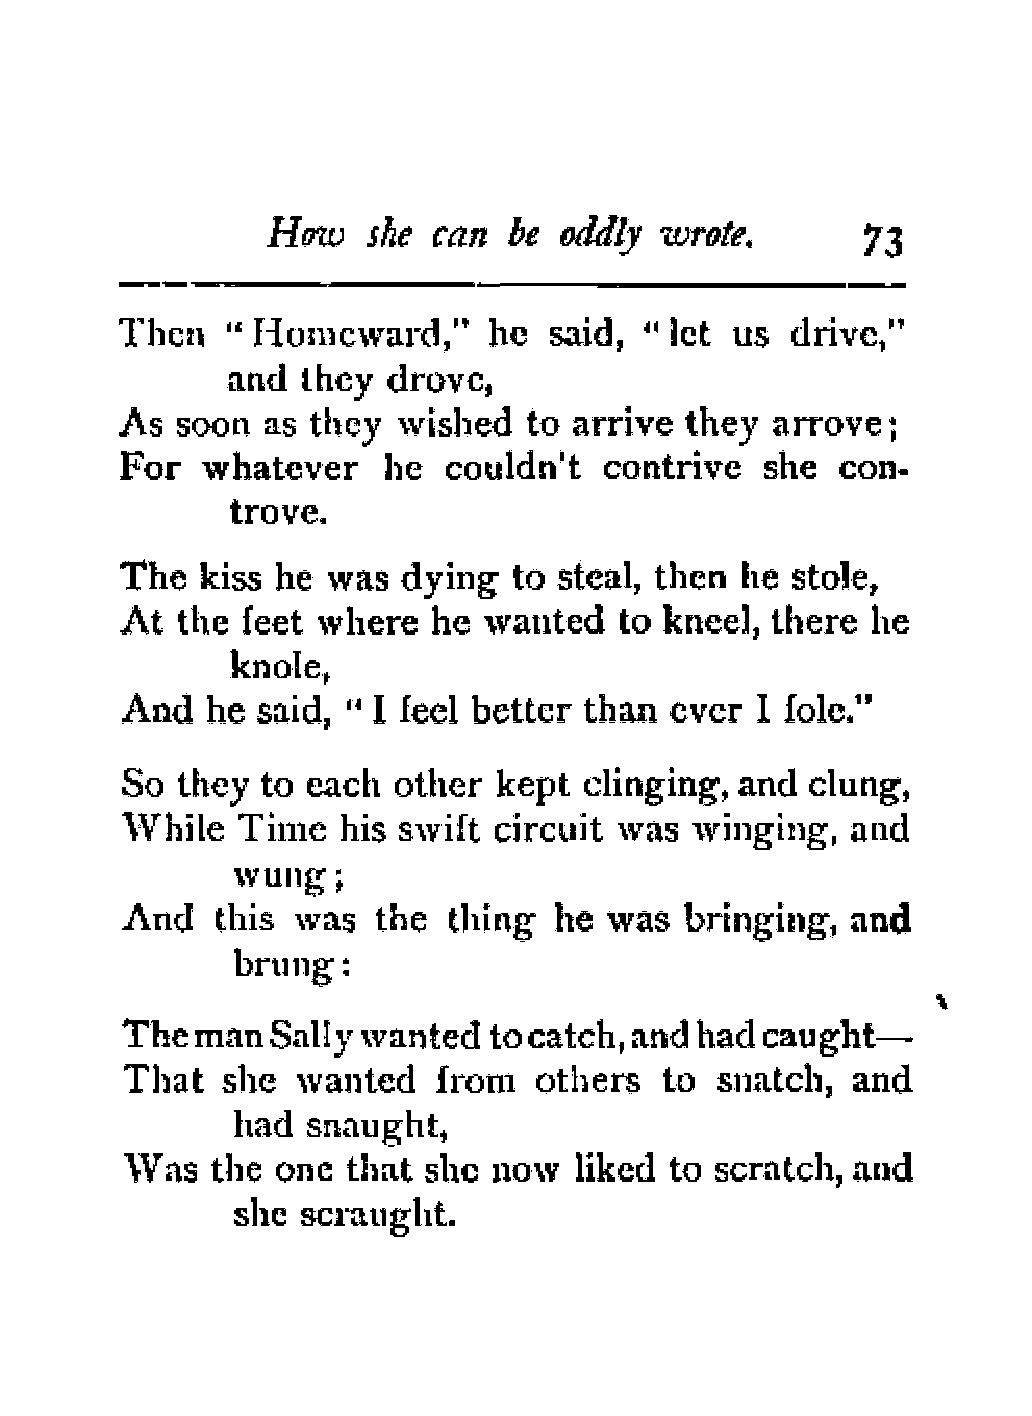 How she can be oddly wrote. 73
Then "Homeward," he said, "let us drive,"
and they drove,
As soon as they wished to arrive they arrove;
For whatever he couldn't contrive she con-
trove.
The kiss he was dying to steal, then he stole,
At the feet where he wanted to kneel, there he
knole,
And he said, "I feel better than ever I fole."
So they to each other kept clinging, and clung,
While Time his swift circuit was winging, and
wung;
And this was the thing he was bringing, and
brung:
The man Sally wanted to catch, and had caught—
That she wanted from others to snatch, and
had snaught,
Was the one that she now liked to scratch, and
she scraught.